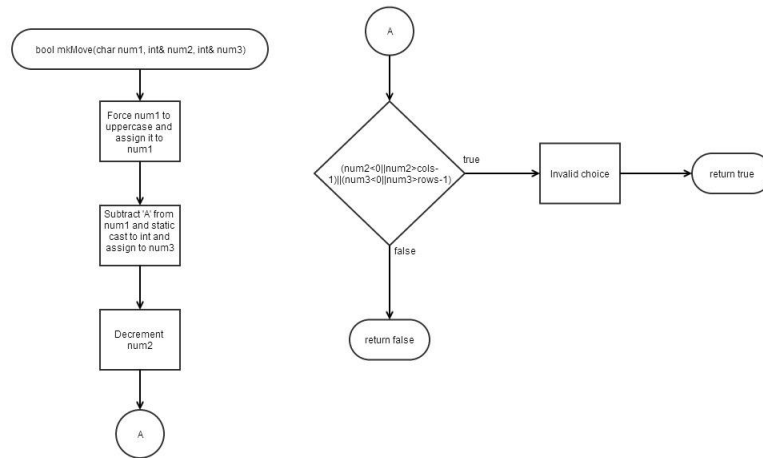 bool mkMove(char num1, int& num2, int& num3)
Force num1 to
uppercase and
assign it to
num1
Subtract 'A' from
num1 and static
cast to int and
assign to num3
Decrement
num2
A
A
(num2<0||num2>cols-
1)||(num3<0||num3>rows-1)
true
Invalid choice
return true
false
return false